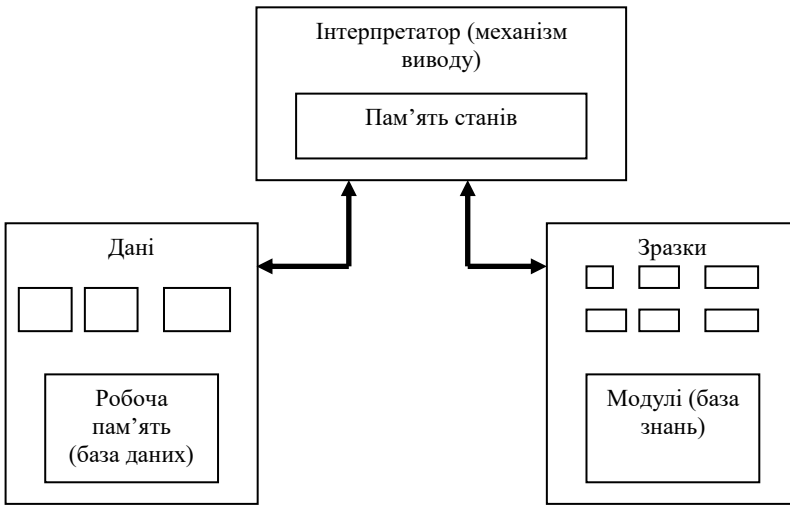 Інтерпретатор (механізм
виводу)
Пам’ять станів
Дані
Робоча
пам’ять
(база даних)
Зразки
Модулі (база
знань)